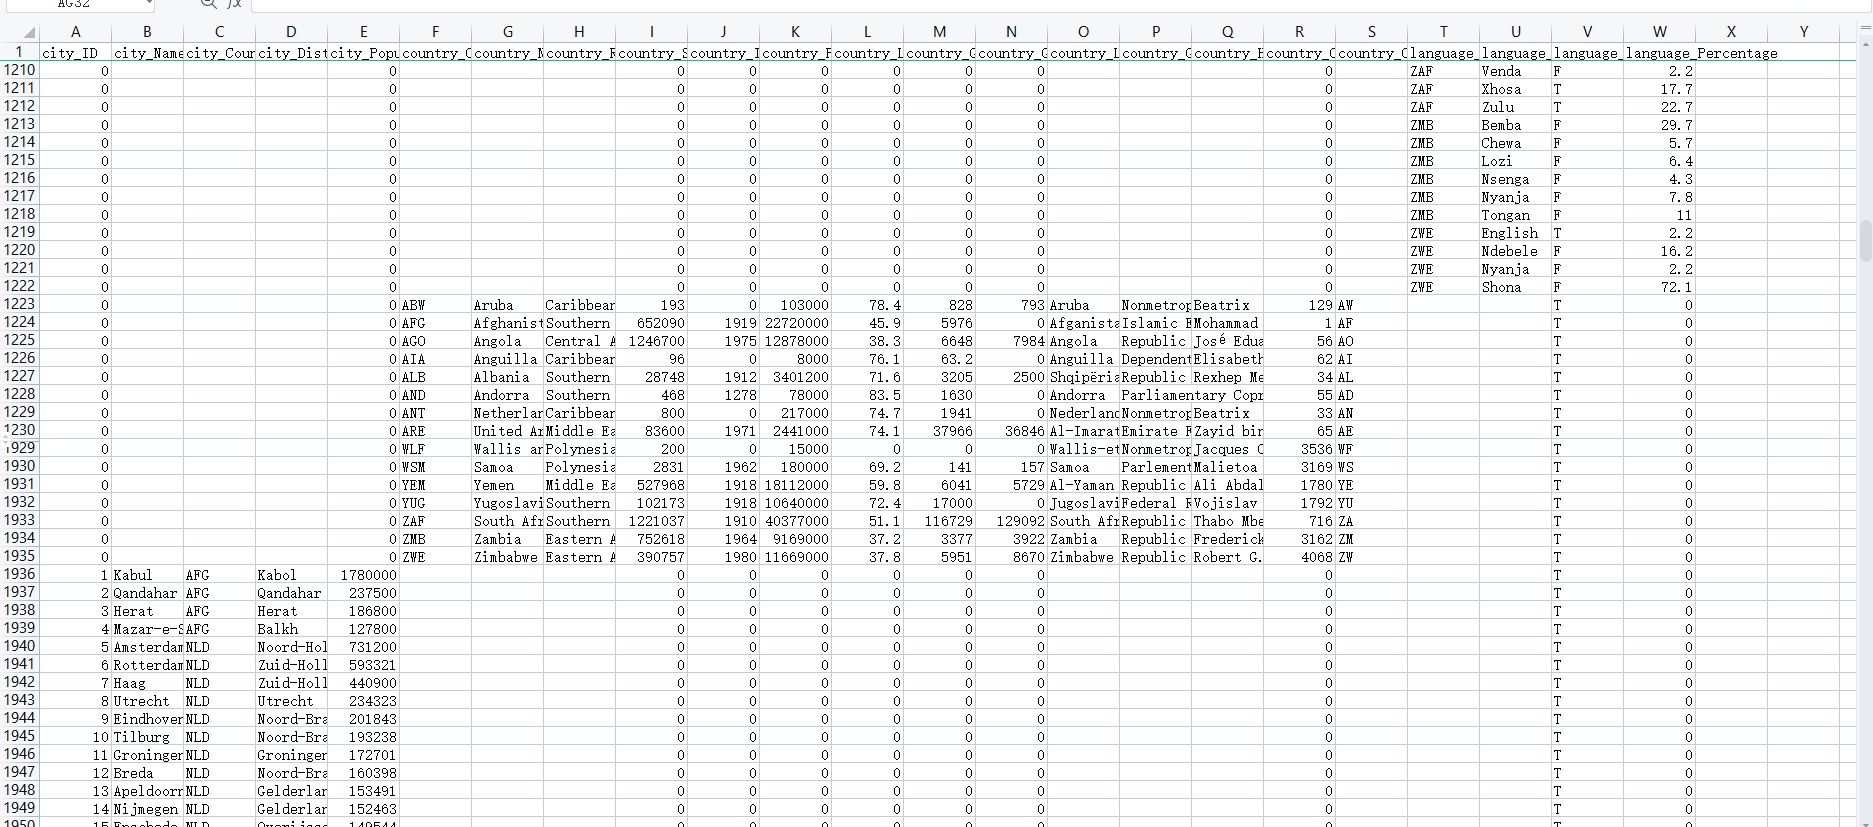 AG32 fx
A B C D E F G H I J K L M N O P Q R S T U V W X Y
1 city_ID city_Name city_Cour city_Dist city_Popu country_C country_N country_R country_S country_I country_P country_L country_G country_G country_L country_G country_H country_C country_C language_ language_ language_ language_Percentage
1210 0 0 0 0 0 0 0 0 0 ZAF Venda F 2.2
1211 0 0 0 0 0 0 0 0 0 ZAF Xhosa T 17.7
1212 0 0 0 0 0 0 0 0 0 ZAF Zulu T 22.7
1213 0 0 0 0 0 0 0 0 0 ZMB Bemba F 29.7
1214 0 0 0 0 0 0 0 0 0 ZMB Chewa F 5.7
1215 0 0 0 0 0 0 0 0 0 ZMB Lozi F 6.4
1216 0 0 0 0 0 0 0 0 0 ZMB Nsenga F 4.3
1217 0 0 0 0 0 0 0 0 0 ZMB Nyanja F 7.8
1218 0 0 0 0 0 0 0 0 0 ZMB Tongan F 11
1219 0 0 0 0 0 0 0 0 0 ZWE English T 2.2
1220 0 0 0 0 0 0 0 0 0 ZWE Ndebele F 16.2
1221 0 0 0 0 0 0 0 0 0 ZWE Nyanja F 2.2
1222 0 0 0 0 0 0 0 0 0 ZWE Shona F 72.1
1223 0 0 ABW Aruba Caribbean 193 0 103000 78.4 828 793 Aruba Nonmetrop Beatrix 129 AW T 0
1224 0 0 AFG Afghanist Southern 652090 1919 22720000 45.9 5976 0 Afganista Islamic E Mohammad 1 AF T 0
1225 0 0 AGO Angola Central A 1246700 1975 12878000 38.3 6648 7984 Angola Republic José Edua 56 AO T 0
1226 0 0 AIA Anguilla Caribbean 96 0 8000 76.1 63.2 0 Anguilla Dependent Elisabeth 62 AI T 0
1227 0 0 ALB Albania Southern 28748 1912 3401200 71.6 3205 2500 Shqipëria Republic Rexhep Me 34 AL T 0
1228 0 0 AND Andorra Southern 468 1278 78000 83.5 1630 0 Andorra Parliamentary Copr 55 AD T 0
1229 0 0 ANT Netherlan Caribbean 800 0 217000 74.7 1941 0 Nederland Nonmetrop Beatrix 33 AN T 0
1230 0 0 ARE United Ar Middle Ea 83600 1971 2441000 74.1 37966 36846 Al-Imarat Emirate F Zayid bin 65 AE T 0
1929 0 0 WLF Wallis an Polynesia 200 0 15000 0 0 0 Wallis-et Nonmetrop Jacques C 3536 WF T 0
1930 0 0 WSM Samoa Polynesia 2831 1962 180000 69.2 141 157 Samoa Parlement Malietoa 3169 WS T 0
1931 0 0 YEM Yemen Middle Ea 527968 1918 18112000 59.8 6041 5729 Al-Yaman Republic Ali Abdal 1780 YE T 0
1932 0 0 YUG Yugoslavi Southern 102173 1918 10640000 72.4 17000 0 Jugoslavi Federal R Vojislav 1792 YU T 0
1933 0 0 ZAF South Afr Southern 1221037 1910 40377000 51.1 116729 129092 South Afr Republic Thabo Mbe 716 ZA T 0
1934 0 0 ZMB Zambia Eastern A 752618 1964 9169000 37.2 3377 3922 Zambia Republic Frederick 3162 ZM T 0
1935 0 0 ZWE Zimbabwe Eastern A 390757 1980 11669000 37.8 5951 8670 Zimbabwe Republic Robert G. 4068 ZW T 0
1936 1 Kabul AFG Kabol 1780000 0 0 0 0 0 0 0 T 0
1937 2 Qandahar AFG Qandahar 237500 0 0 0 0 0 0 0 T 0
1938 3 Herat AFG Herat 186800 0 0 0 0 0 0 0 T 0
1939 4 Mazar-e-S AFG Balkh 127800 0 0 0 0 0 0 0 T 0
1940 5 Amsterdam NLD Noord-Hol 731200 0 0 0 0 0 0 0 T 0
1941 6 Rotterdam NLD Zuid-Holl 593321 0 0 0 0 0 0 0 T 0
1942 7 Haag NLD Zuid-Holl 440900 0 0 0 0 0 0 0 T 0
1943 8 Utrecht NLD Utrecht 234323 0 0 0 0 0 0 0 T 0
1944 9 Eindhoven NLD Noord-Bra 201843 0 0 0 0 0 0 0 T 0
1945 10 Tilburg NLD Noord-Bra 193238 0 0 0 0 0 0 0 T 0
1946 11 Groningen NLD Groningen 172701 0 0 0 0 0 0 0 T 0
1947 12 Breda NLD Noord-Bra 160398 0 0 0 0 0 0 0 T 0
1948 13 Apeldoorn NLD Gelderlan 153491 0 0 0 0 0 0 0 T 0
1949 14 Nijmegen NLD Gelderlan 152463 0 0 0 0 0 0 0 T 0
1950 15 Enschede NLD Overijsse 149544 0 0 0 0 0 0 0 T 0